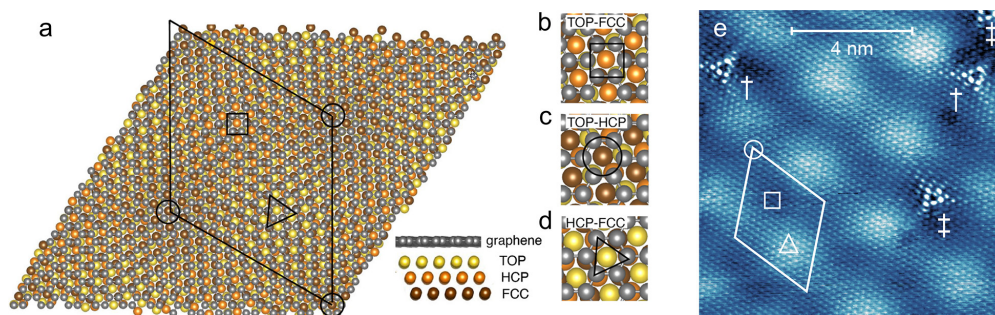 a
graphene
TOP
HCP
FCC
b
TOP-FCC
c
TOP-HCP
d
HCP-FCC
e
4 nm
†
‡
†
‡